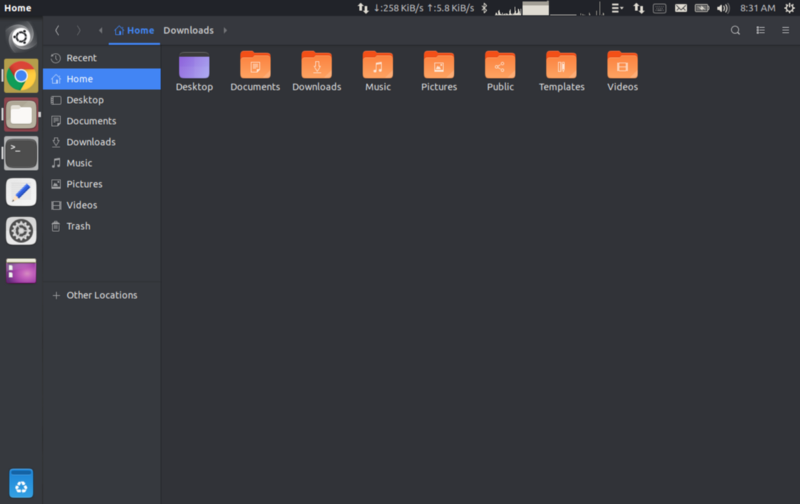 Home
↓:258 KiB/s ↑:5.8 KiB/s
8:31 AM
Home Downloads
Recent
Home
Desktop
Documents
Downloads
Music
Pictures
Videos
Trash
Other Locations
Desktop Documents Downloads Music Pictures Public Templates Videos
>_